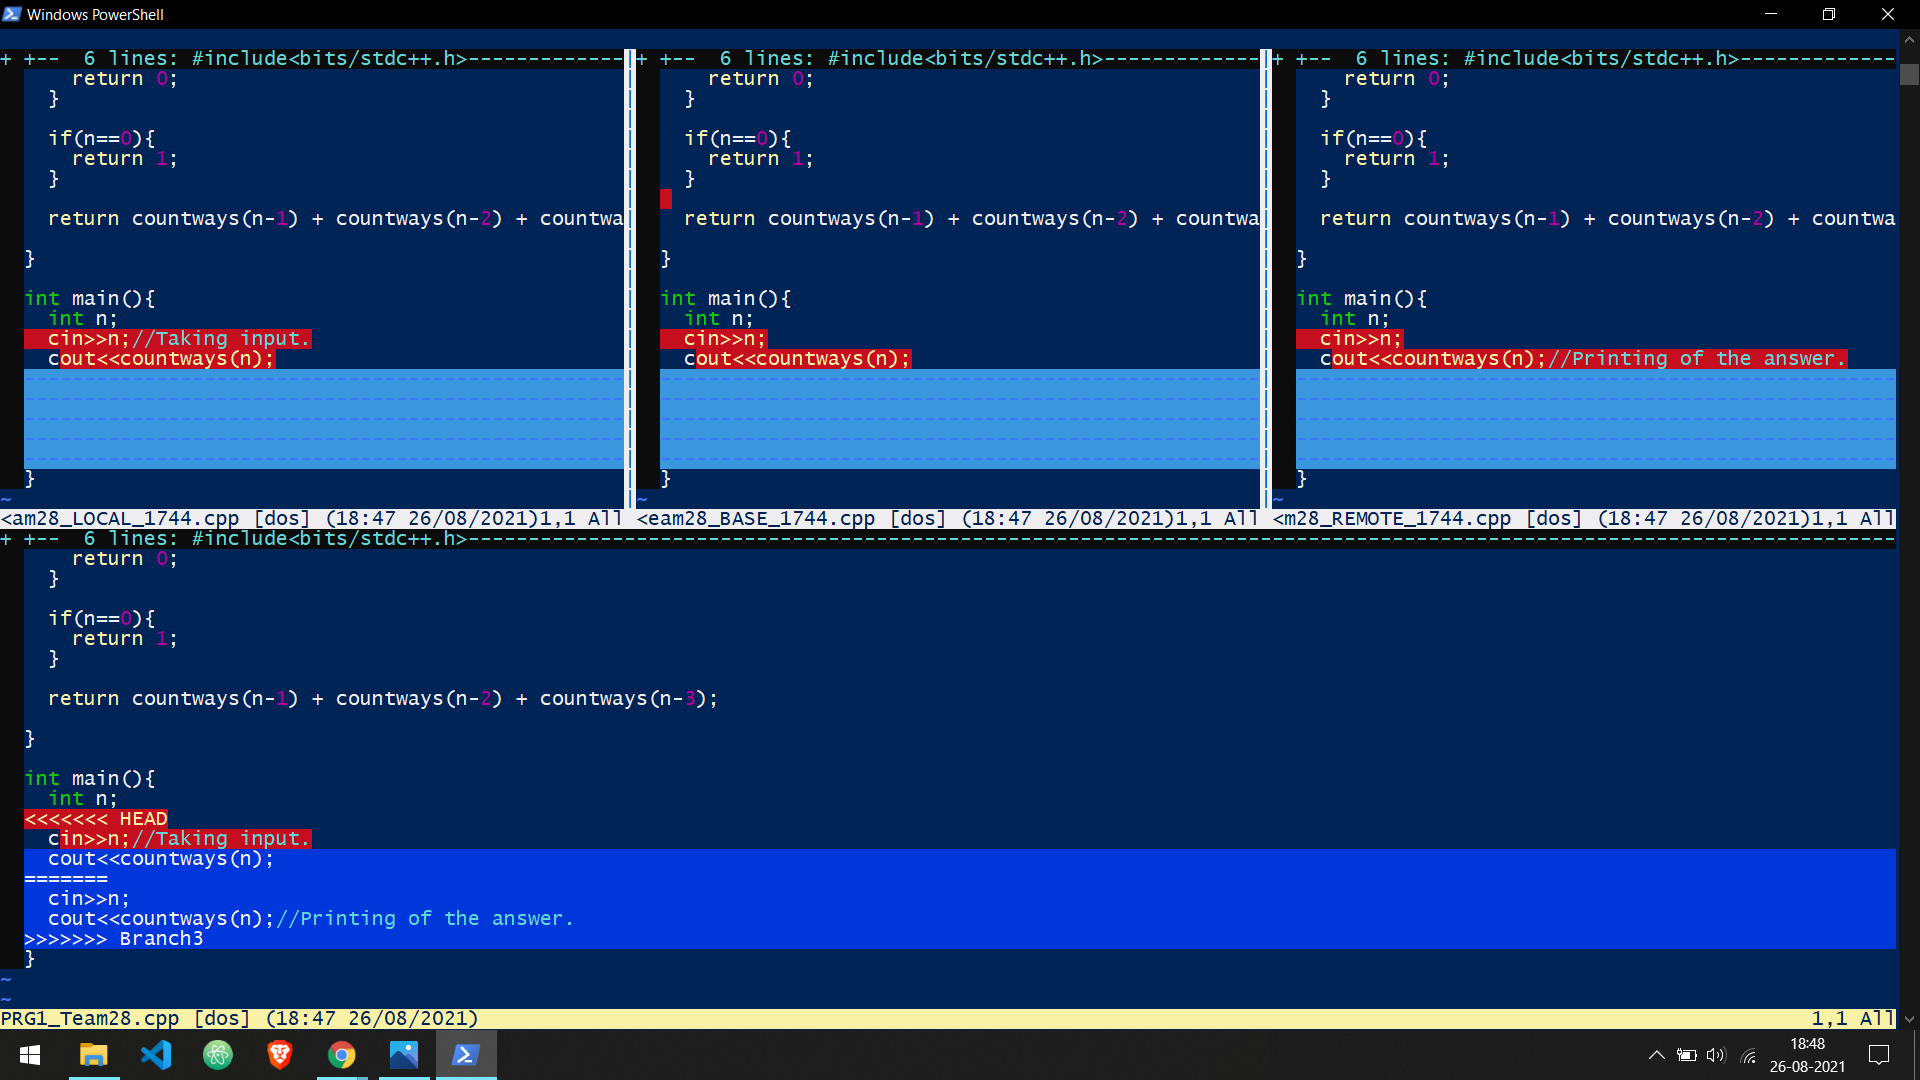 Windows PowerShell
+ +--  6 lines: #include<bits/stdc++.h>-------------
    return 0;
  }
  if(n==0){
    return 1;
  }
  return countways(n-1) + countways(n-2) + countwa
}
int main(){
  int n;
  cin>>n;//Taking input.
  cout<<countways(n);
}
~
<am28_LOCAL_1744.cpp [dos] (18:47 26/08/2021)1,1 All
+ +--  6 lines: #include<bits/stdc++.h>-------------
    return 0;
  }
  if(n==0){
    return 1;
  }
  return countways(n-1) + countways(n-2) + countwa
}
int main(){
  int n;
  cin>>n;
  cout<<countways(n);
}
~
<eam28_BASE_1744.cpp [dos] (18:47 26/08/2021)1,1 All
+ +--  6 lines: #include<bits/stdc++.h>-------------
    return 0;
  }
  if(n==0){
    return 1;
  }
  return countways(n-1) + countways(n-2) + countwa
}
int main(){
  int n;
  cin>>n;
  cout<<countways(n);//Printing of the answer.
}
~
<m28_REMOTE_1744.cpp [dos] (18:47 26/08/2021)1,1 All
+ +--  6 lines: #include<bits/stdc++.h>-----------------------------------------------------------------------------------------------------------------------
    return 0;
  }
  if(n==0){
    return 1;
  }
  return countways(n-1) + countways(n-2) + countways(n-3);
}
int main(){
  int n;
<<<<<<< HEAD
  cin>>n;//Taking input.
  cout<<countways(n);
=======
  cin>>n;
  cout<<countways(n);//Printing of the answer.
>>>>>>> Branch3
}
~
~
PRG1_Team28.cpp [dos] (18:47 26/08/2021) 1,1 All
18:48
26-08-2021